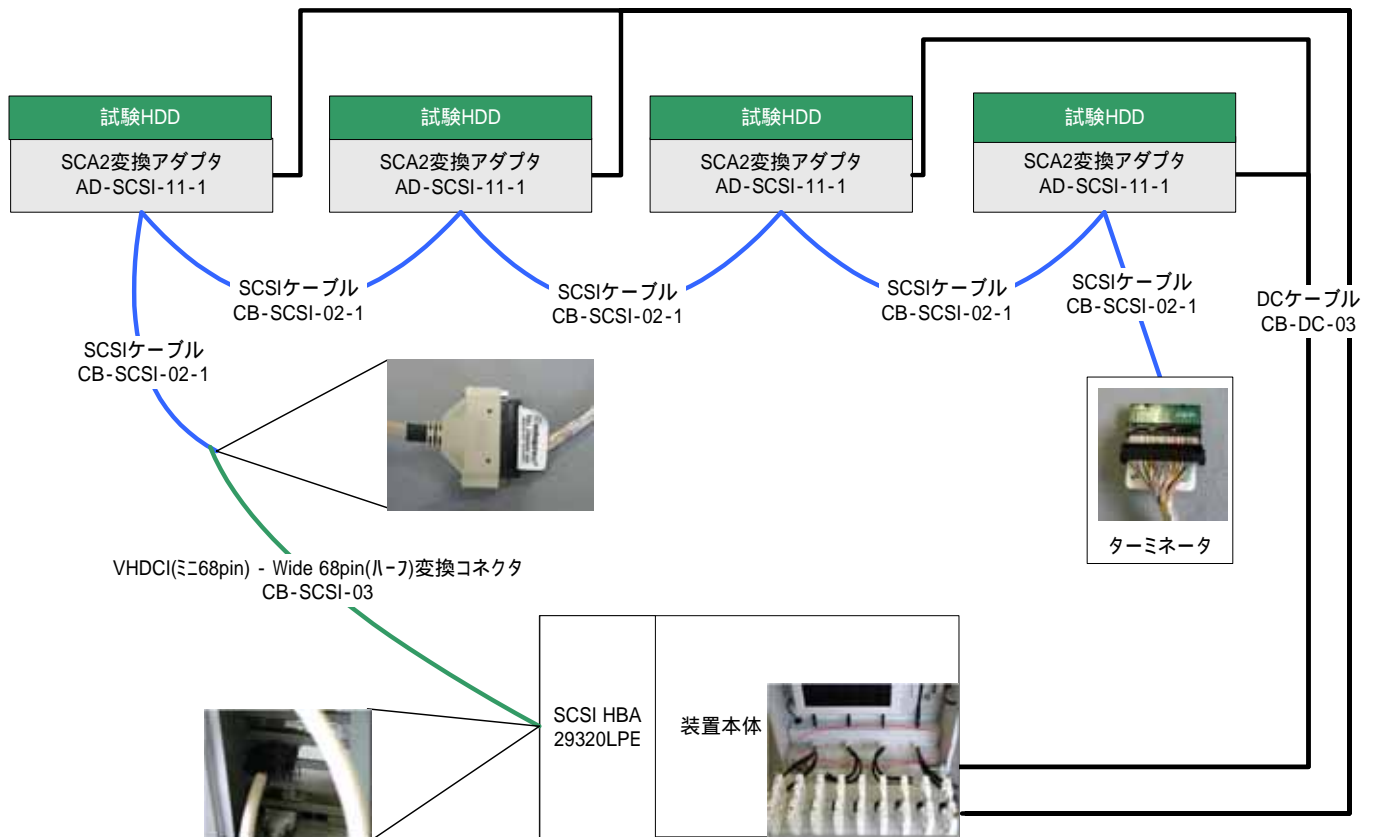 試験HDD
SCA2変換アダプタ
AD-SCSI-11-1
試験HDD
SCA2変換アダプタ
AD-SCSI-11-1
試験HDD
SCA2変換アダプタ
AD-SCSI-11-1
試験HDD
SCA2変換アダプタ
AD-SCSI-11-1
SCSIケーブル
CB-SCSI-02-1
SCSIケーブル
CB-SCSI-02-1
SCSIケーブル
CB-SCSI-02-1
SCSIケーブル
CB-SCSI-02-1
DCケーブル
CB-DC-03
SCSIケーブル
CB-SCSI-02-1
ターミネータ
VHDCI(ミニ68pin) - Wide 68pin(ハーフ)変換コネクタ
CB-SCSI-03
SCSI HBA
29320LPE
装置本体